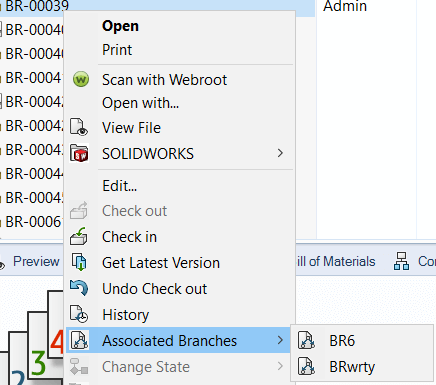 BR-00039 Admin
Open
Print
Scan with Webroot
Open with...
View File
SOLIDWORKS
Edit...
Check out
Check in
Get Latest Version
Undo Check out
History
Associated Branches
BR6
BRwrty
Change State
BR-0004
BR-0004
BR-0004
BR-0004
BR-0004
BR-0004
BR-0004
BR-0006
Preview
ill of Materials
Co
2
3
4